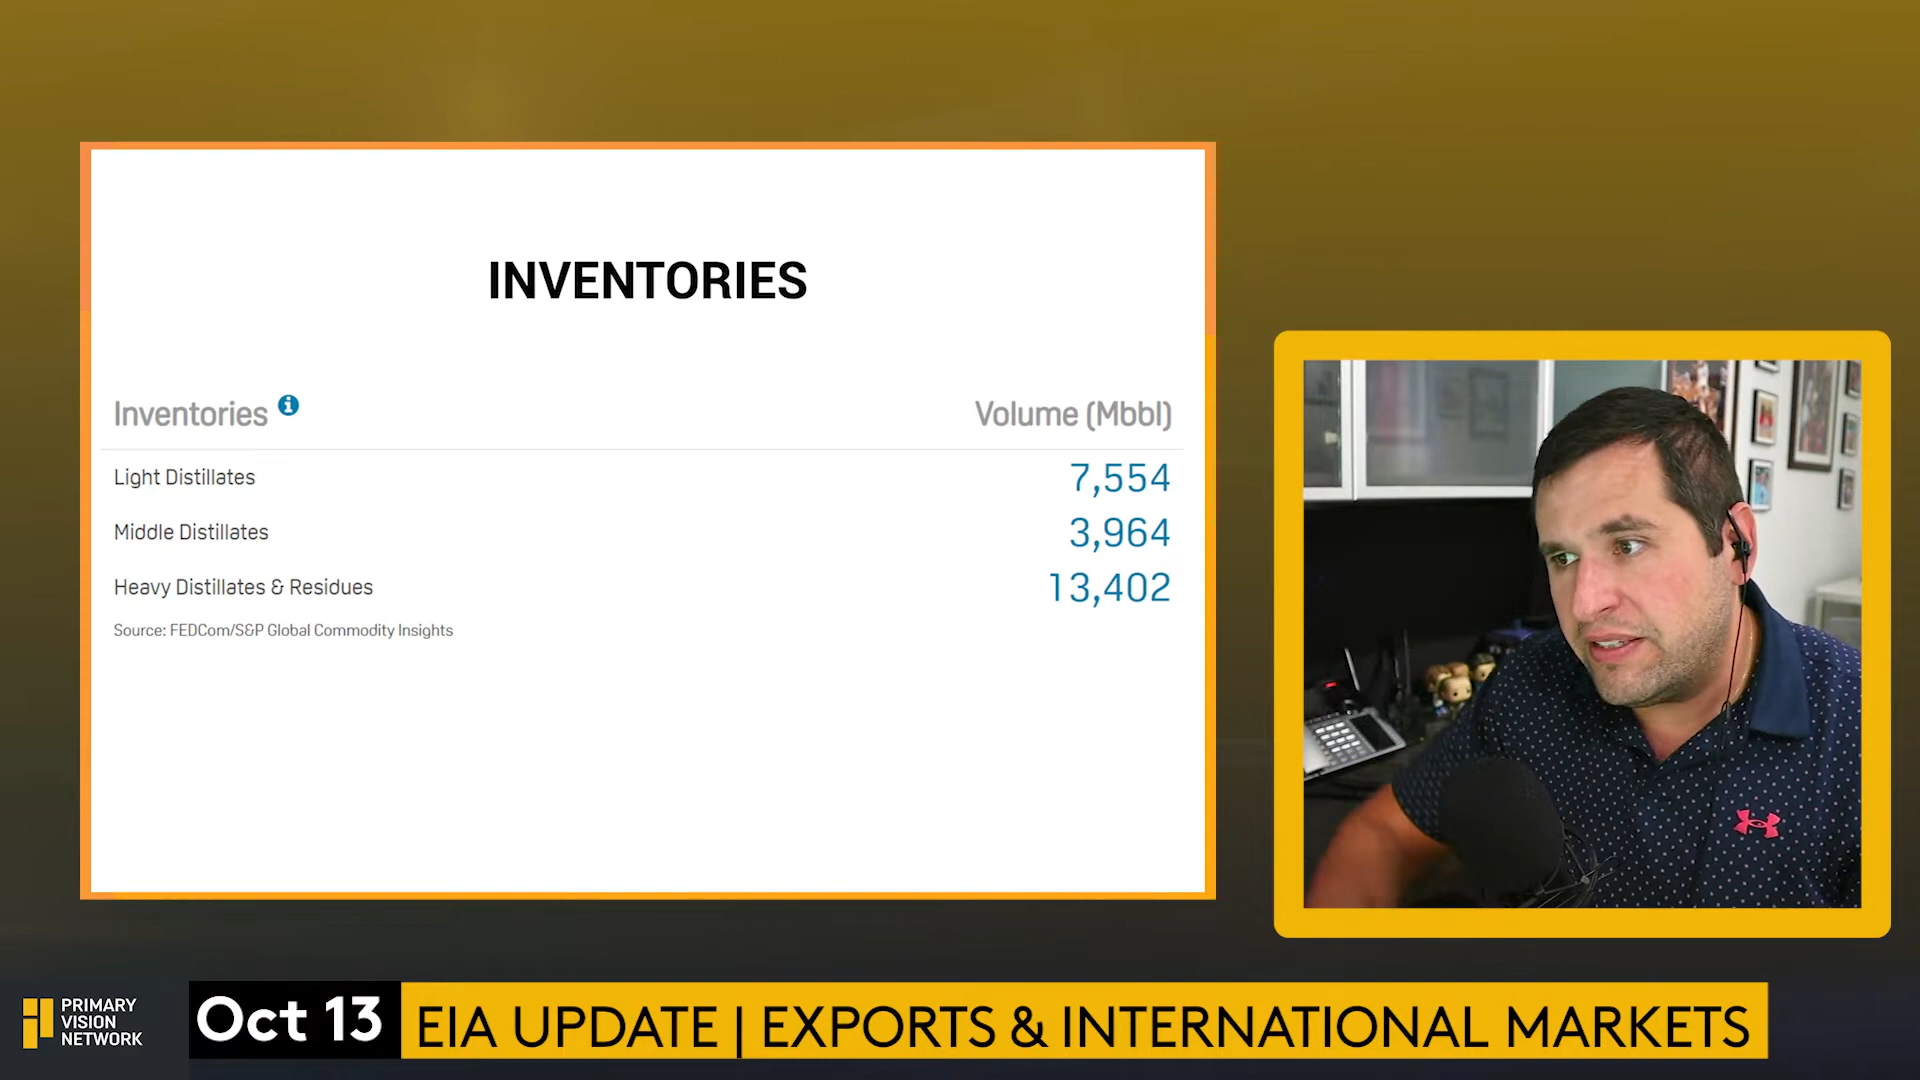 INVENTORIES
Inventories
Volume (Mbbl)
Light Distillates
7,554
Middle Distillates
3,964
Heavy Distillates & Residues
13,402
Source: FEDCom/S&P Global Commodity Insights
PRIMARY
VISION
NETWORK
Oct 13
EIA UPDATE | EXPORTS & INTERNATIONAL MARKETS